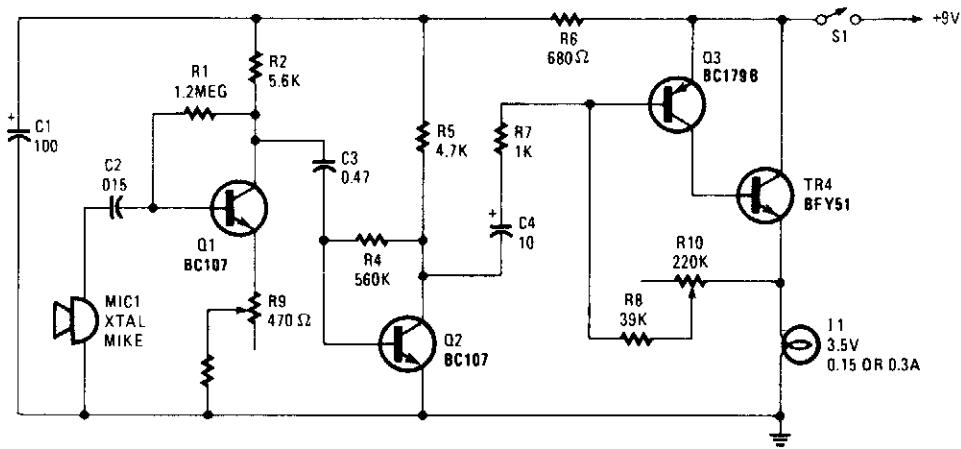 S1
+9V
R6
680Ω
Q3
BC179B
R1
1.2MEG
R2
5.6K
C1
100
+
C2
015
C3
0.47
R5
4.7K
R7
1K
+
C4
10
TR4
BFY51
Q1
BC107
R4
560K
R10
220K
MIC1
XTAL
MIKE
R9
470Ω
Q2
BC107
R8
39K
I1
3.5V
0.15 OR 0.3A